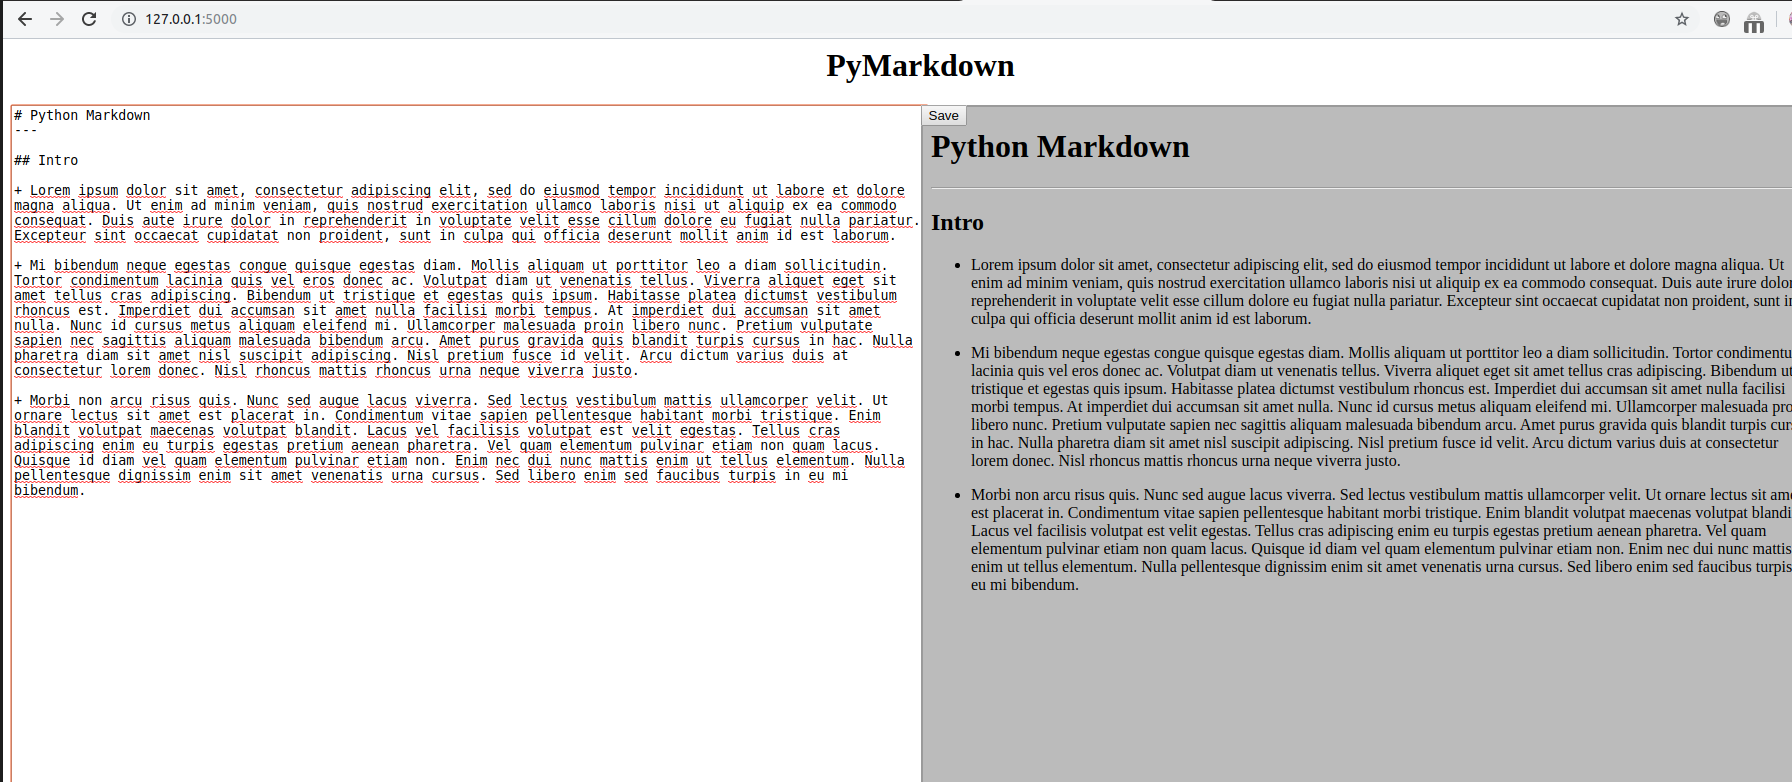 127.0.0.1:5000
PyMarkdown
# Python Markdown
---
## Intro
+ Lorem ipsum dolor sit amet, consectetur adipiscing elit, sed do eiusmod tempor incididunt ut labore et dolore
magna aliqua. Ut enim ad minim veniam, quis nostrud exercitation ullamco laboris nisi ut aliquip ex ea commodo
consequat. Duis aute irure dolor in reprehenderit in voluptate velit esse cillum dolore eu fugiat nulla pariatur.
Excepteur sint occaecat cupidatat non proident, sunt in culpa qui officia deserunt mollit anim id est laborum.
+ Mi bibendum neque egestas congue quisque egestas diam. Mollis aliquam ut porttitor leo a diam sollicitudin.
Tortor condimentum lacinia quis vel eros donec ac. Volutpat diam ut venenatis tellus. Viverra aliquet eget sit
amet tellus cras adipiscing. Bibendum ut tristique et egestas quis ipsum. Habitasse platea dictumst vestibulum
rhoncus est. Imperdiet dui accumsan sit amet nulla facilisi morbi tempus. At imperdiet dui accumsan sit amet
nulla. Nunc id cursus metus aliquam eleifend mi. Ullamcorper malesuada proin libero nunc. Pretium vulputate
sapien nec sagittis aliquam malesuada bibendum arcu. Amet purus gravida quis blandit turpis cursus in hac. Nulla
pharetra diam sit amet nisl suscipit adipiscing. Nisl pretium fusce id velit. Arcu dictum varius duis at
consectetur lorem donec. Nisl rhoncus mattis rhoncus urna neque viverra justo.
+ Morbi non arcu risus quis. Nunc sed augue lacus viverra. Sed lectus vestibulum mattis ullamcorper velit. Ut
ornare lectus sit amet est placerat in. Condimentum vitae sapien pellentesque habitant morbi tristique. Enim
blandit volutpat maecenas volutpat blandit. Lacus vel facilisis volutpat est velit egestas. Tellus cras
adipiscing enim eu turpis egestas pretium aenean pharetra. Vel quam elementum pulvinar etiam non quam lacus.
Quisque id diam vel quam elementum pulvinar etiam non. Enim nec dui nunc mattis enim ut tellus elementum. Nulla
pellentesque dignissim enim sit amet venenatis urna cursus. Sed libero enim sed faucibus turpis in eu mi
bibendum.
Save
Python Markdown
Intro
• Lorem ipsum dolor sit amet, consectetur adipiscing elit, sed do eiusmod tempor incididunt ut labore et dolore magna aliqua. Ut
enim ad minim veniam, quis nostrud exercitation ullamco laboris nisi ut aliquip ex ea commodo consequat. Duis aute irure dolor
reprehenderit in voluptate velit esse cillum dolore eu fugiat nulla pariatur. Excepteur sint occaecat cupidatat non proident, sunt in
culpa qui officia deserunt mollit anim id est laborum.
• Mi bibendum neque egestas congue quisque egestas diam. Mollis aliquam ut porttitor leo a diam sollicitudin. Tortor condimentu
lacinia quis vel eros donec ac. Volutpat diam ut venenatis tellus. Viverra aliquet eget sit amet tellus cras adipiscing. Bibendum ut
tristique et egestas quis ipsum. Habitasse platea dictumst vestibulum rhoncus est. Imperdiet dui accumsan sit amet nulla facilisi
morbi tempus. At imperdiet dui accumsan sit amet nulla. Nunc id cursus metus aliquam eleifend mi. Ullamcorper malesuada pro
libero nunc. Pretium vulputate sapien nec sagittis aliquam malesuada bibendum arcu. Amet purus gravida quis blandit turpis curs
in hac. Nulla pharetra diam sit amet nisl suscipit adipiscing. Nisl pretium fusce id velit. Arcu dictum varius duis at consectetur
lorem donec. Nisl rhoncus mattis rhoncus urna neque viverra justo.
• Morbi non arcu risus quis. Nunc sed augue lacus viverra. Sed lectus vestibulum mattis ullamcorper velit. Ut ornare lectus sit ame
est placerat in. Condimentum vitae sapien pellentesque habitant morbi tristique. Enim blandit volutpat maecenas volutpat blandi
Lacus vel facilisis volutpat est velit egestas. Tellus cras adipiscing enim eu turpis egestas pretium aenean pharetra. Vel quam
elementum pulvinar etiam non quam lacus. Quisque id diam vel quam elementum pulvinar etiam non. Enim nec dui nunc mattis
enim ut tellus elementum. Nulla pellentesque dignissim enim sit amet venenatis urna cursus. Sed libero enim sed faucibus turpis
eu mi bibendum.